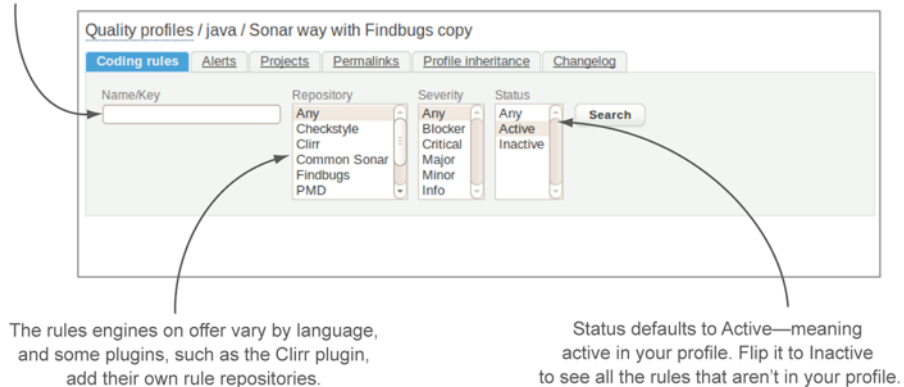 Quality profiles / java / Sonar way with Findbugs copy
Coding rules Alerts Projects Permalinks Profile inheritance Changelog
Name/Key Repository Severity Status
Any Any Any Search
Checkstyle Blocker Active
Clirr Critical Inactive
Common Sonar Major
Findbugs Minor
PMD Info
The rules engines on offer vary by language,
and some plugins, such as the Clirr plugin,
add their own rule repositories.
Status defaults to Active—meaning
active in your profile. Flip it to Inactive
to see all the rules that aren't in your profile.